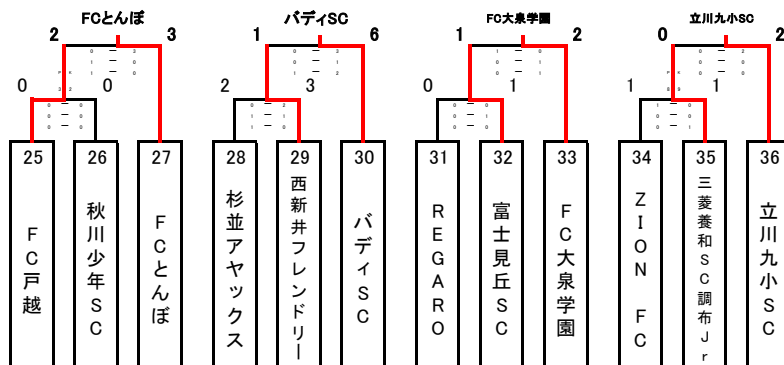 FCとんぼ
バディSC
FC大泉学園
立川九小SC
2 3
1 6
1 2
0 2
0 0
2 3
0 1
1 1
25
26
27
28
29
30
31
32
33
34
35
36
FC戸越
秋川少年SC
FCとんぼ
杉並アヤックス
西新井フレンドリー
バディSC
REGARO
富士見丘SC
FC大泉学園
ZION FC
三菱養和SC調布Jr
立川九小SC